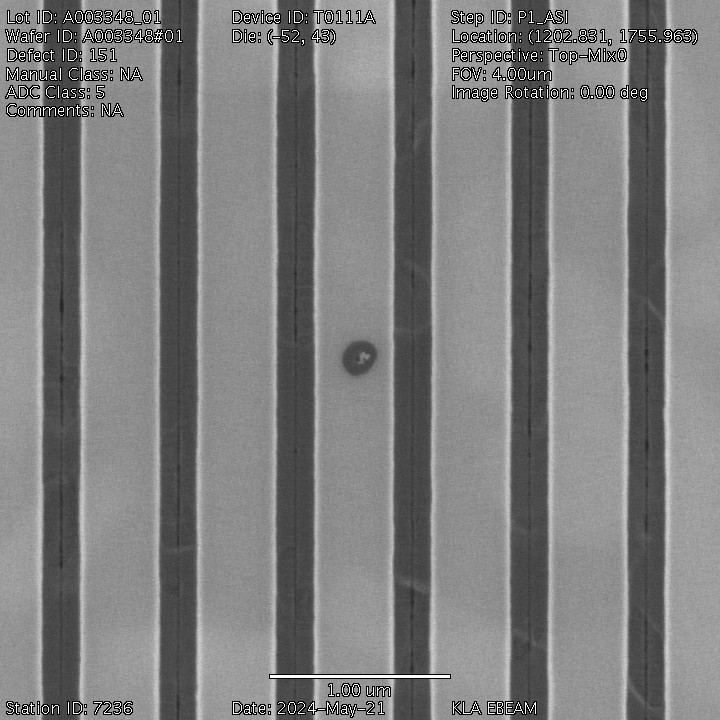 Lot ID: A003348_01 Device ID: T0111A Step ID: P1_ASI
Wafer ID: A003348#01 Die: (-52, 43) Location: (1202.831, 1755.963)
Defect ID: 151 Perspective: Top-Mix0
Manual Class: NA FOV: 4.00um
ADC Class: 5 Image Rotation: 0.00 deg
Comments: NA
1.00 um
Station ID: 7236 Date: 2024-May-21 KLA EBEAM